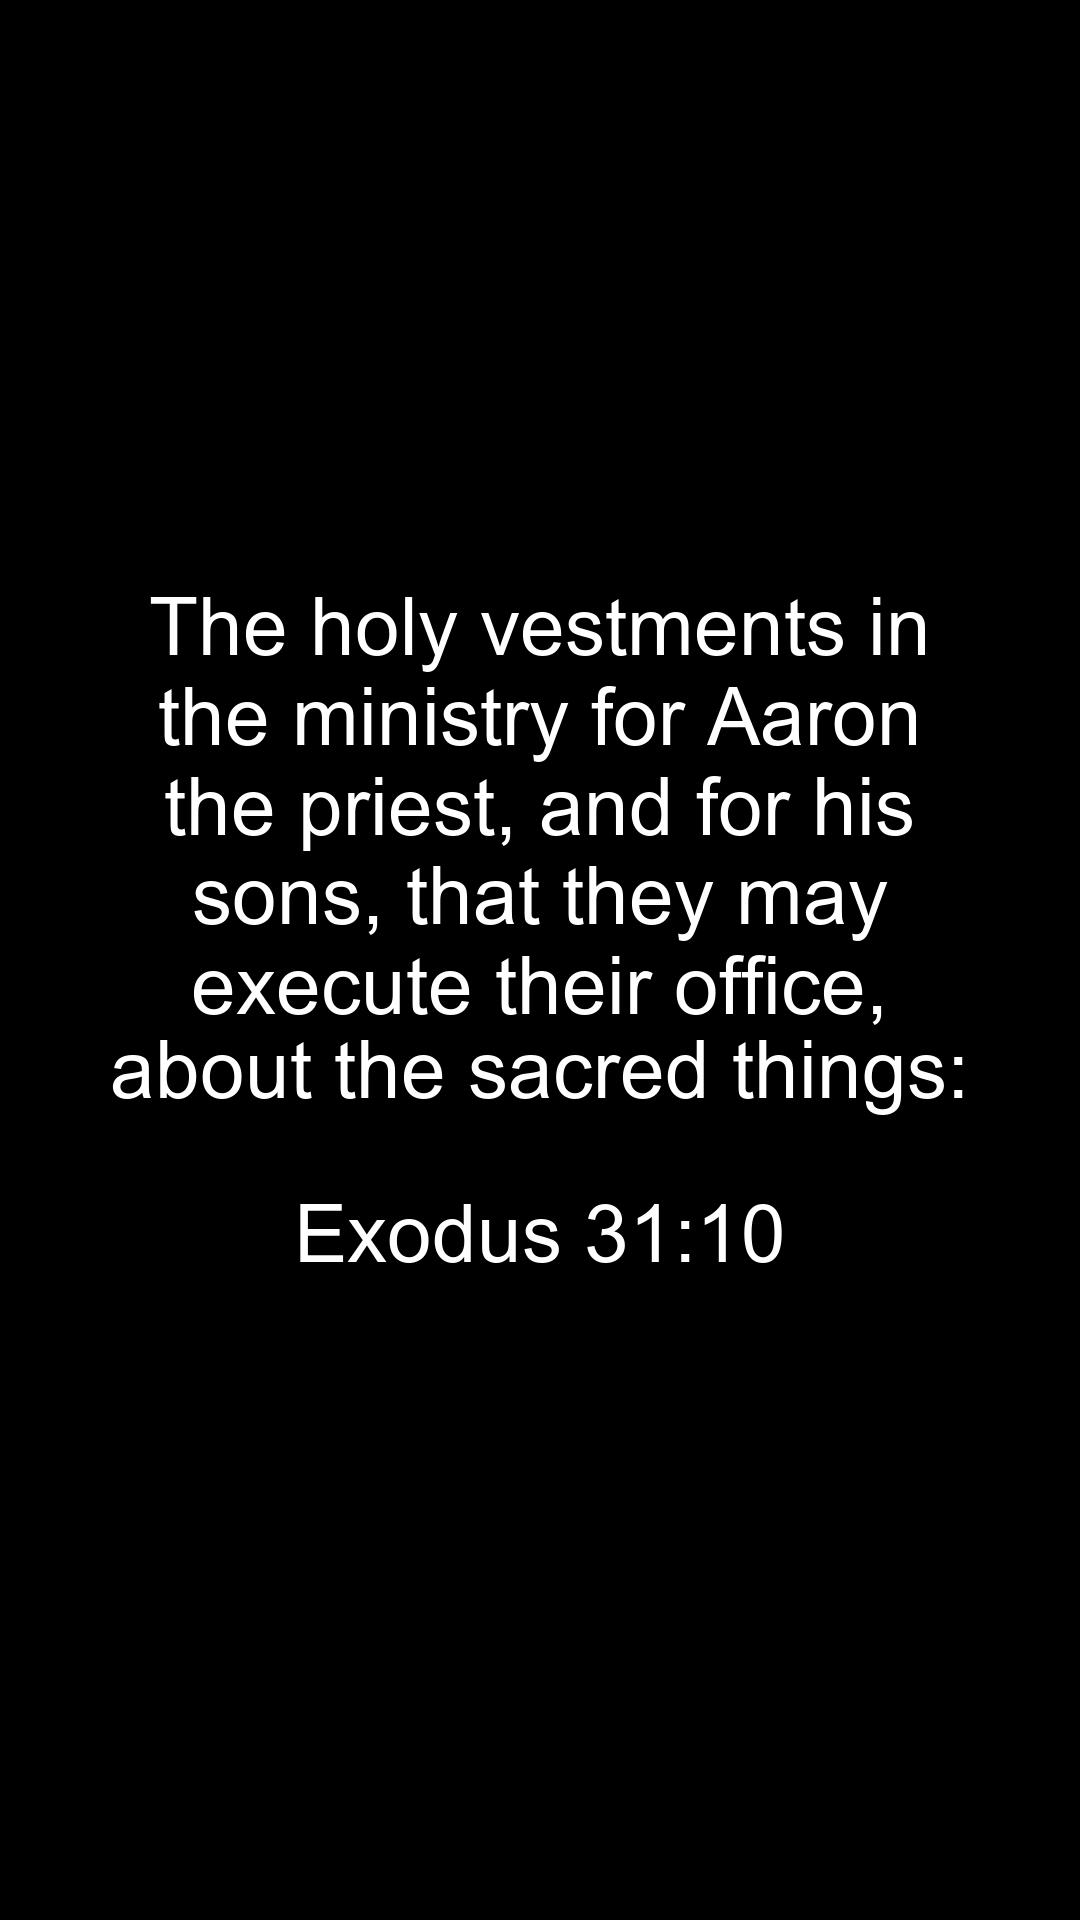 The holy vestments in
the ministry for Aaron
the priest, and for his
sons, that they may
execute their office,
about the sacred things:
Exodus 31:10